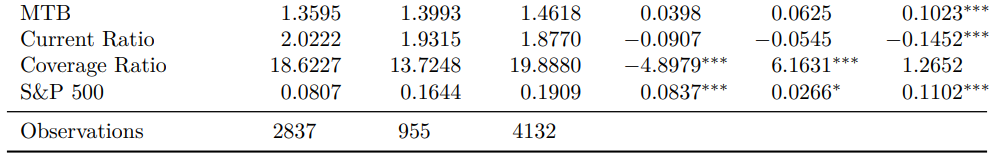 MTB 1.3595 1.3993 1.4618 0.0398 0.0625 0.1023***
Current Ratio 2.0222 1.9315 1.8770 −0.0907 −0.0545 −0.1452***
Coverage Ratio 18.6227 13.7248 19.8880 −4.8979*** 6.1631*** 1.2652
S&P 500 0.0807 0.1644 0.1909 0.0837*** 0.0266* 0.1102***
Observations 2837 955 4132